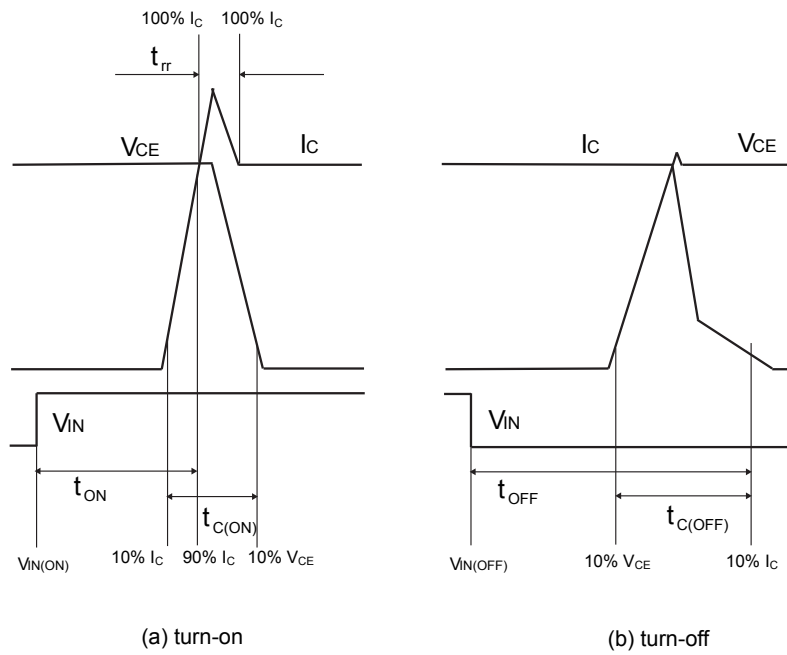 100% IC 100% IC
trr
VCE IC
VIN
tON
tC(ON)
VIN(ON) 10% IC 90% IC 10% VCE
(a) turn-on
IC VCE
VIN
tOFF
tC(OFF)
VIN(OFF) 10% VCE 10% IC
(b) turn-off